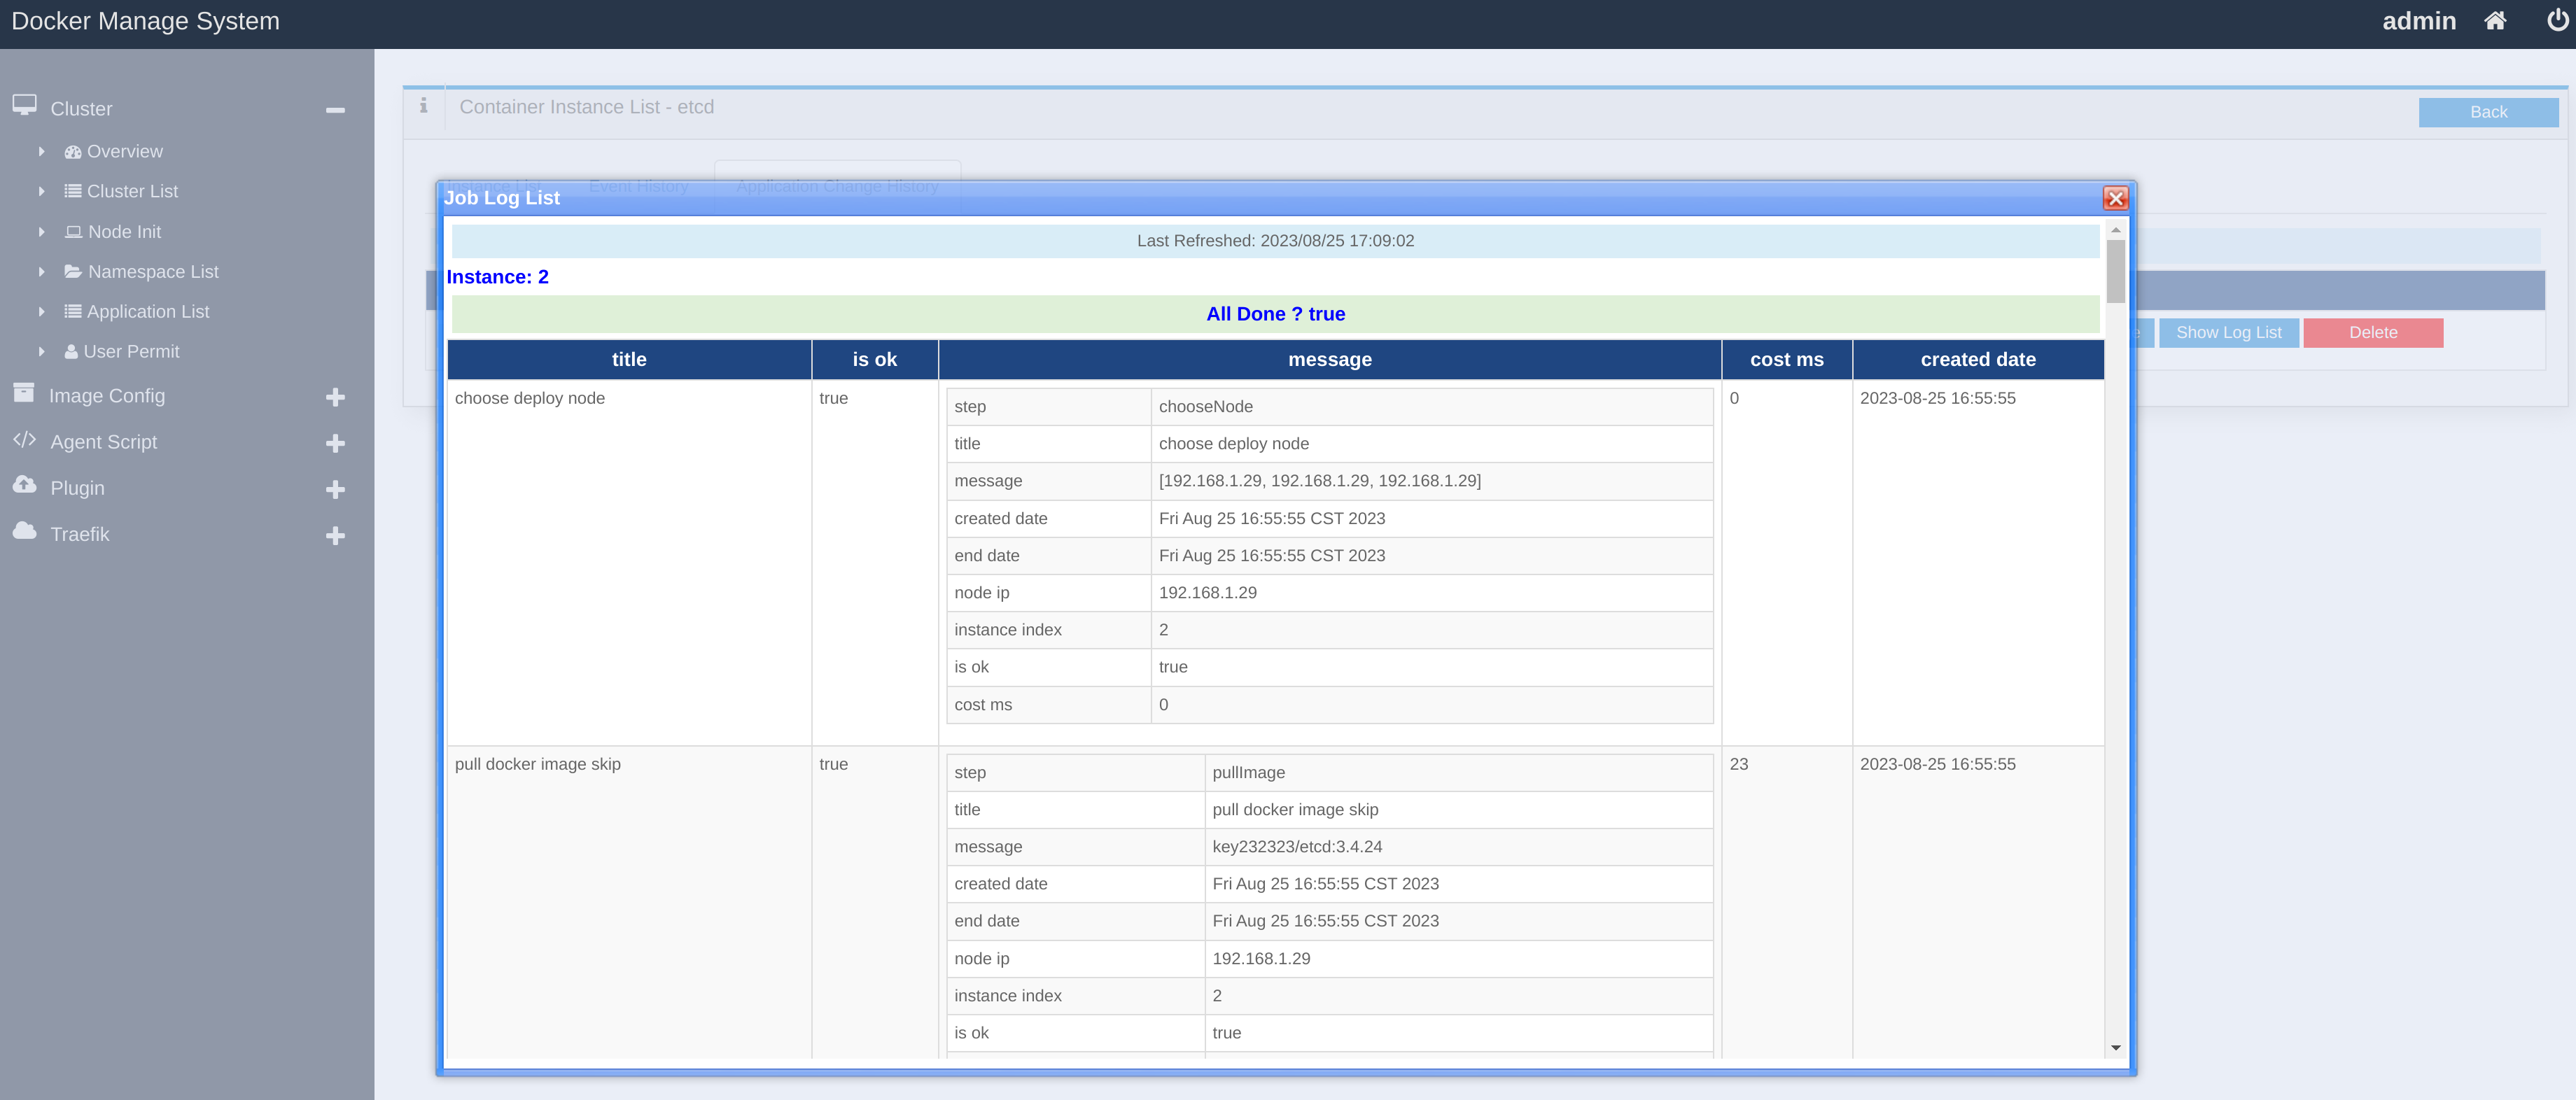 Docker Manage System
admin
Cluster
Overview
Cluster List
Node Init
Namespace List
Application List
User Permit
Image Config
Agent Script
Plugin
Traefik
Container Instance List - etcd
Back
Instance List
Event History
Application Change History
Job Log List
Last Refreshed: 2023/08/25 17:09:02
Instance: 2
All Done ? true
Show Log List
Delete
title is ok message cost ms created date
choose deploy node true 0 2023-08-25 16:55:55
step chooseNode
title choose deploy node
message [192.168.1.29, 192.168.1.29, 192.168.1.29]
created date Fri Aug 25 16:55:55 CST 2023
end date Fri Aug 25 16:55:55 CST 2023
node ip 192.168.1.29
instance index 2
is ok true
cost ms 0
pull docker image skip true 23 2023-08-25 16:55:55
step pullImage
title pull docker image skip
message key232323/etcd:3.4.24
created date Fri Aug 25 16:55:55 CST 2023
end date Fri Aug 25 16:55:55 CST 2023
node ip 192.168.1.29
instance index 2
is ok true